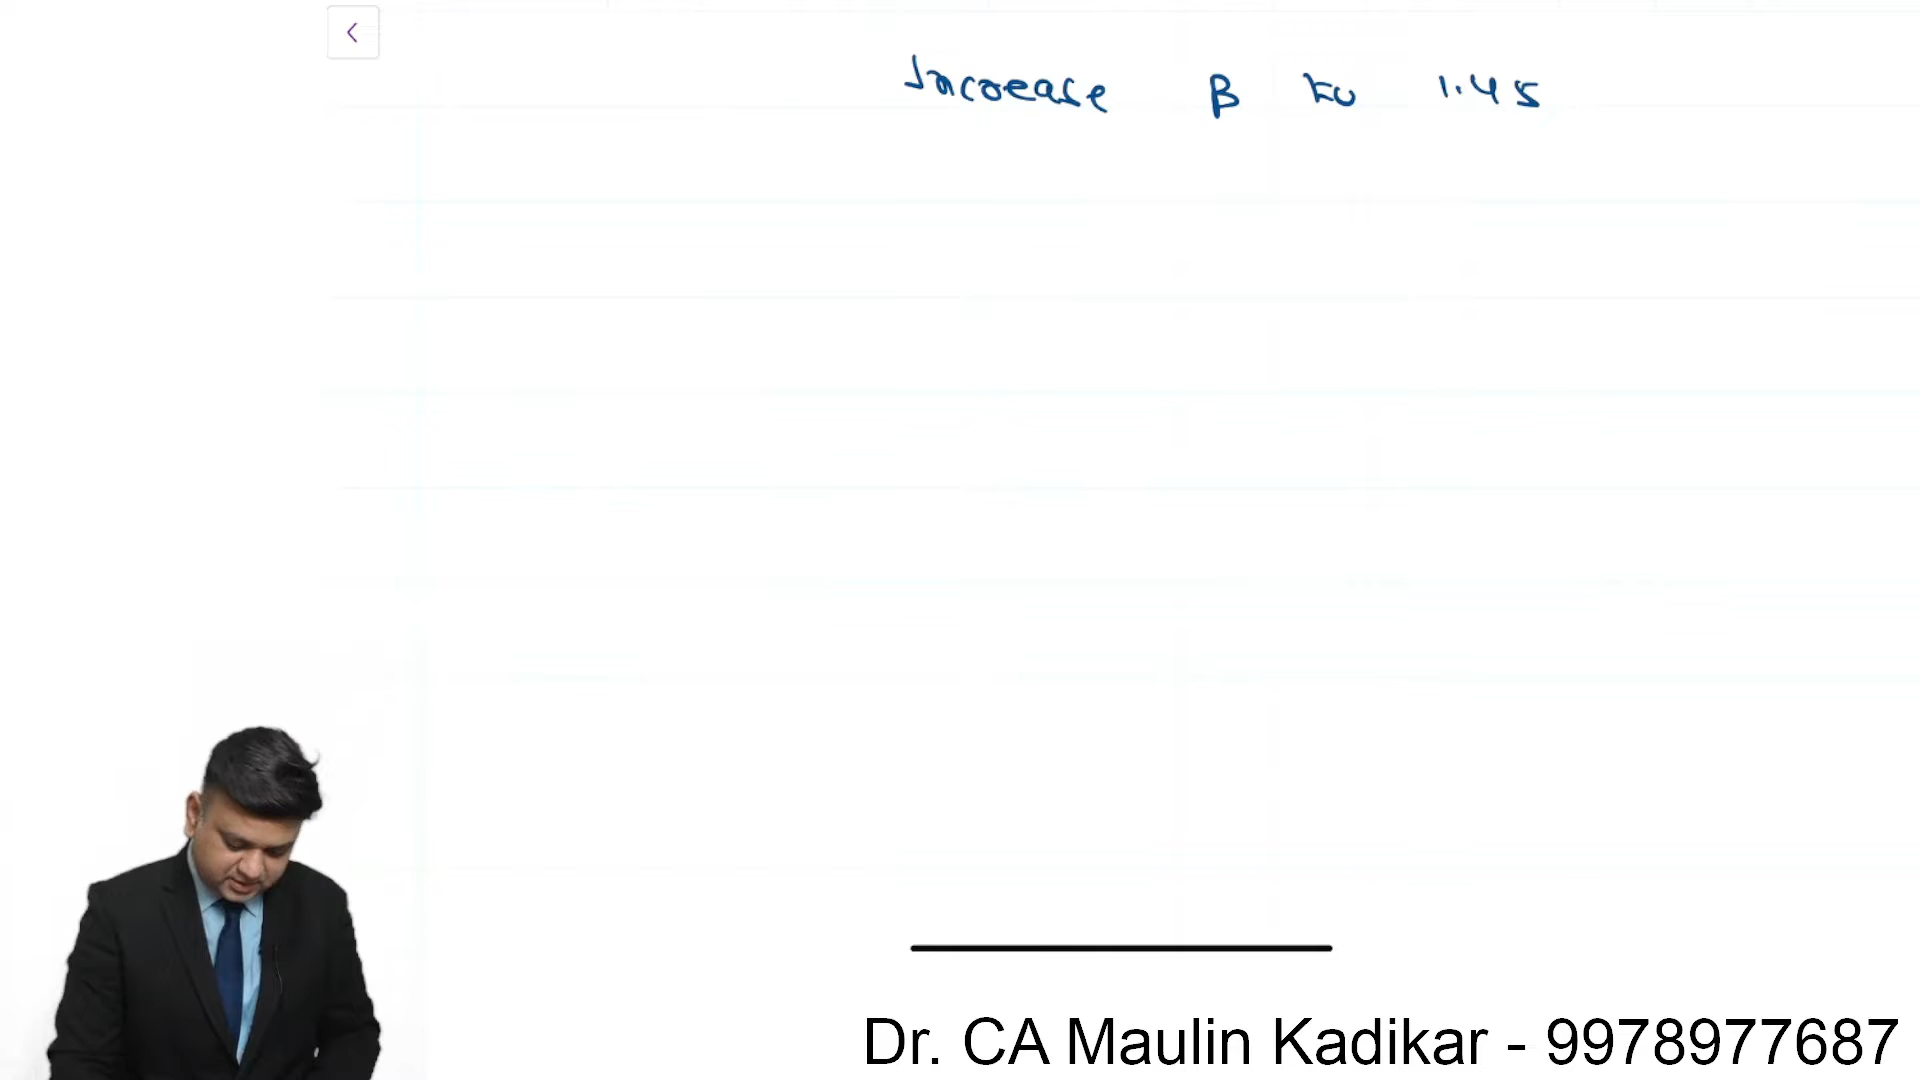 Increase β to 1.45
Dr. CA Maulin Kadikar - 9978977687